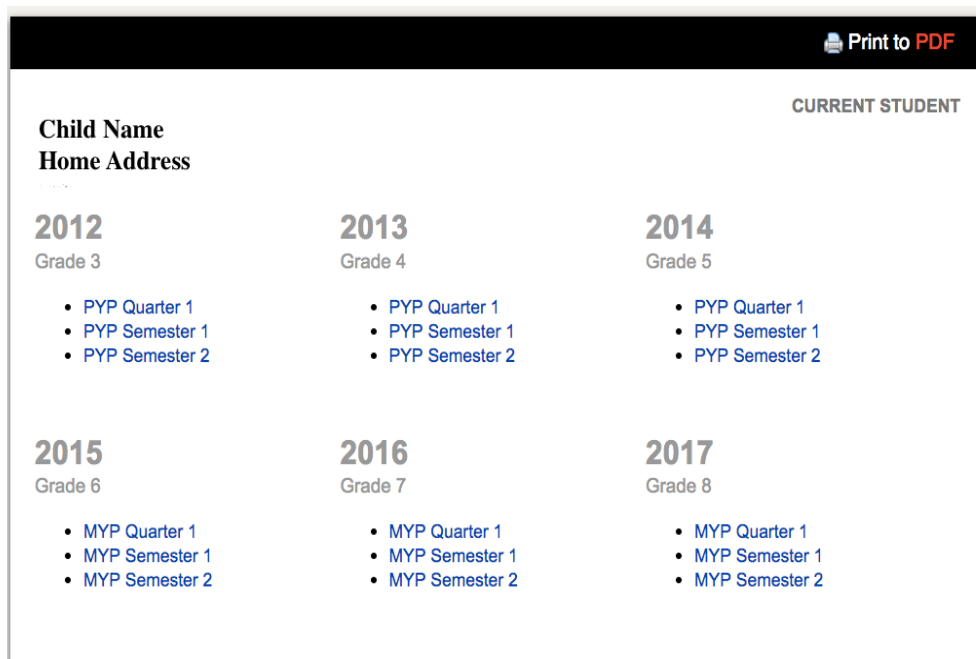 Print to PDF
CURRENT STUDENT
Child Name
Home Address
2012
Grade 3
PYP Quarter 1
PYP Semester 1
PYP Semester 2
2013
Grade 4
PYP Quarter 1
PYP Semester 1
PYP Semester 2
2014
Grade 5
PYP Quarter 1
PYP Semester 1
PYP Semester 2
2015
Grade 6
MYP Quarter 1
MYP Semester 1
MYP Semester 2
2016
Grade 7
MYP Quarter 1
MYP Semester 1
MYP Semester 2
2017
Grade 8
MYP Quarter 1
MYP Semester 1
MYP Semester 2